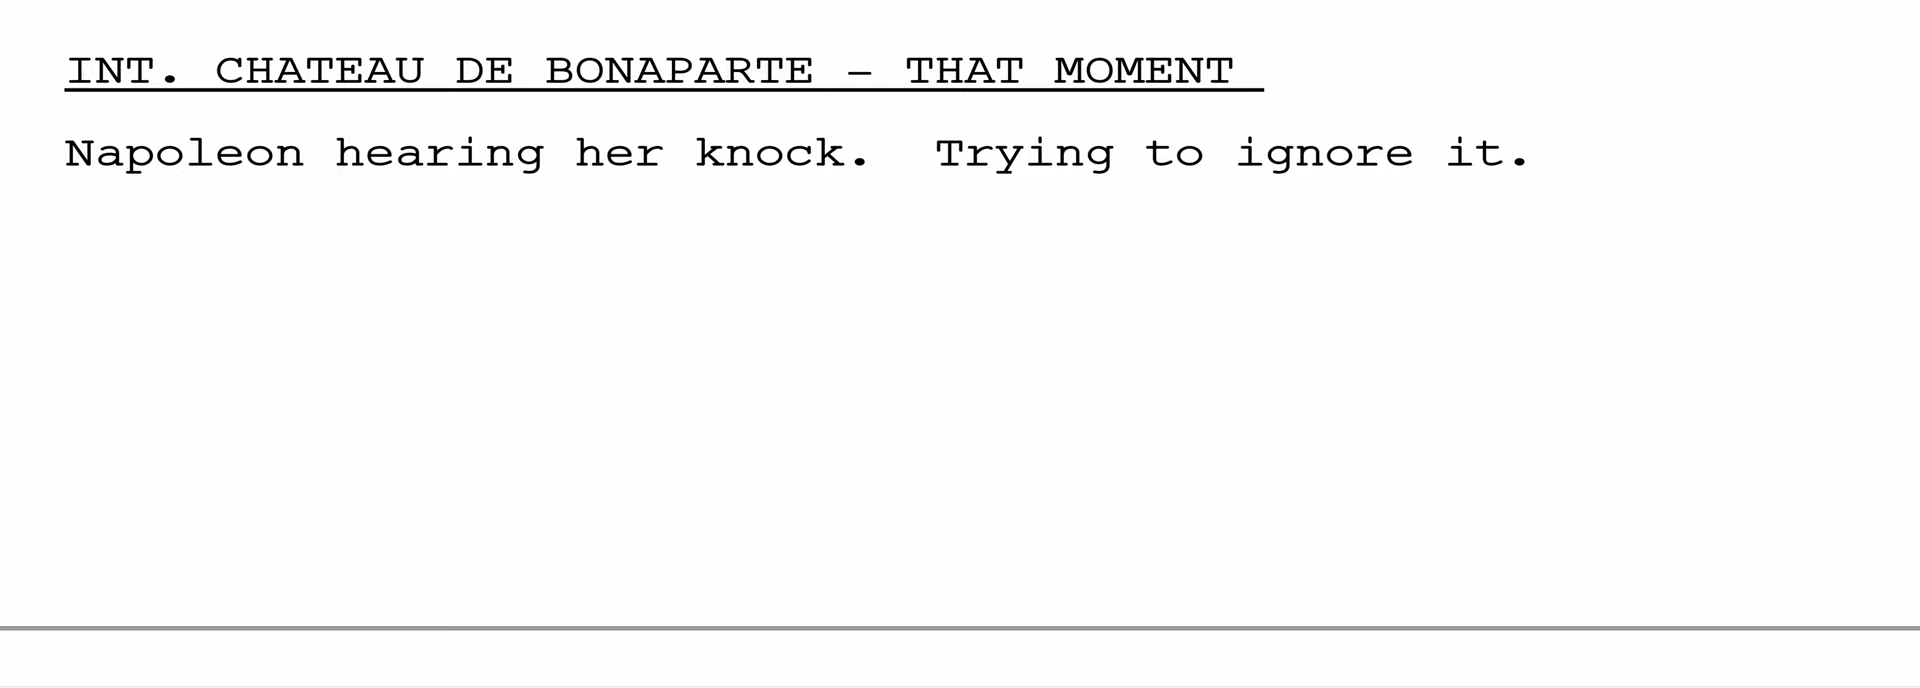 INT. CHATEAU DE BONAPARTE – THAT MOMENT
Napoleon hearing her knock.  Trying to ignore it.